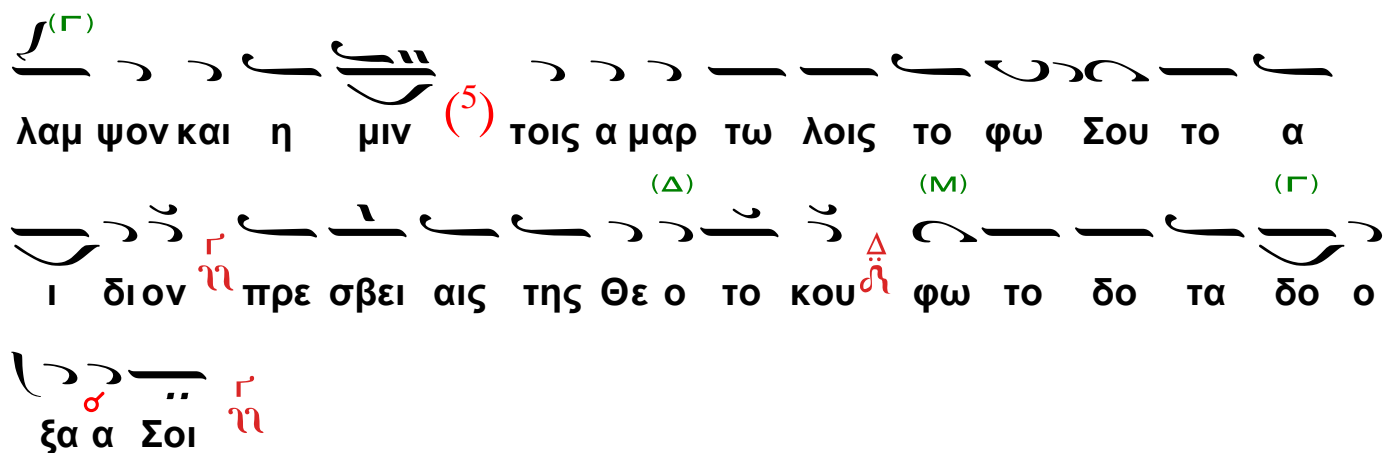 (Γ)
λαμ ψον και η μιν (5) τοις α μαρ τω λοις το φω Σου το α
(Δ) (Μ) (Γ)
ι δι ον Γ πρε σβει αις της Θε ο το κου Δ φω το δο τα δο ο
ξα α Σοι Γ